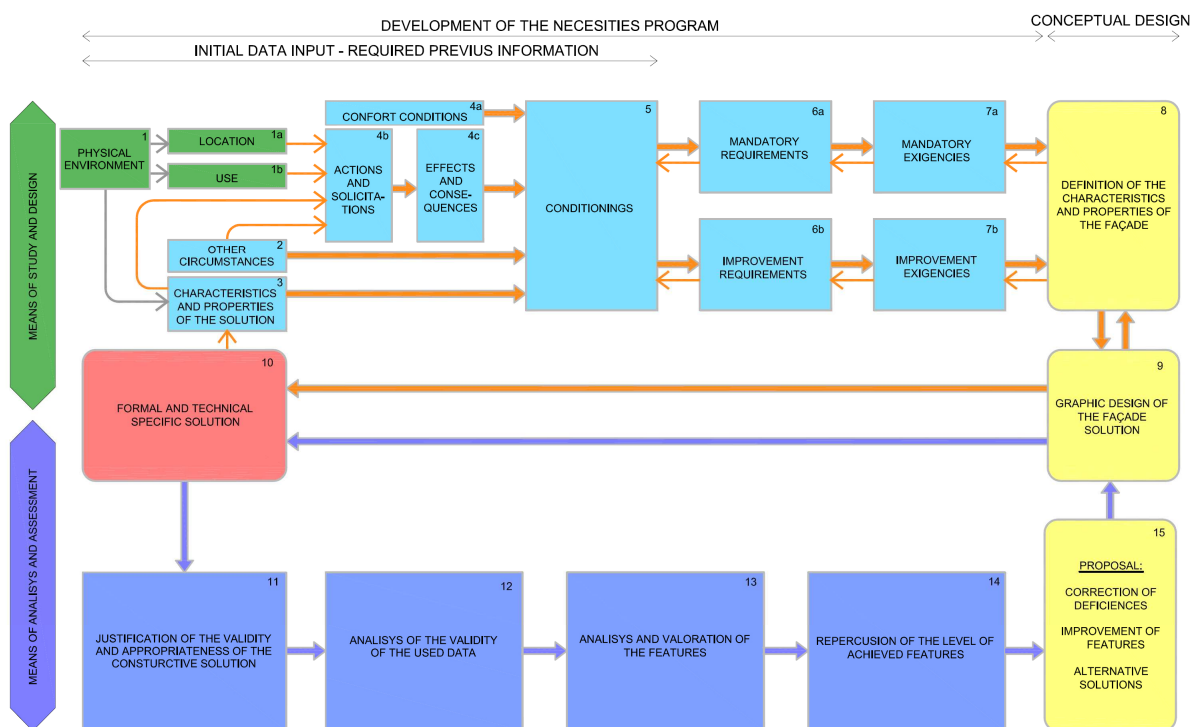 DEVELOPMENT OF THE NECESITIES PROGRAM
CONCEPTUAL DESIGN
INITIAL DATA INPUT - REQUIRED PREVIUS INFORMATION
MEANS OF STUDY AND DESIGN
1
PHYSICAL
ENVIRONMENT
1a
LOCATION
1b
USE
2
OTHER
CIRCUMSTANCES
3
CHARACTERISTICS
AND PROPERTIES
OF THE SOLUTION
4a
CONFORT CONDITIONS
4b
ACTIONS
AND
SOLICITA-
TIONS
4c
EFFECTS
AND
CONSE-
QUENCES
5
CONDITIONINGS
6a
MANDATORY
REQUIREMENTS
7a
MANDATORY
EXIGENCIES
6b
IMPROVEMENT
REQUIREMENTS
7b
IMPROVEMENT
EXIGENCIES
8
DEFINITION OF THE
CHARACTERISTICS
AND PROPERTIES OF
THE FAÇADE
9
GRAPHIC DESIGN OF
THE FAÇADE
SOLUTION
10
FORMAL AND TECHNICAL
SPECIFIC SOLUTION
MEANS OF ANALISYS AND ASSESSMENT
11
JUSTIFICATION OF THE VALIDITY
AND APPROPRIATENESS OF THE
CONSTURCTIVE SOLUTION
12
ANALISYS OF THE VALIDITY
OF THE USED DATA
13
ANALISYS AND VALORATION OF
THE FEATURES
14
REPERCUSION OF THE LEVEL OF
ACHIEVED FEATURES
15
PROPOSAL:
CORRECTION OF
DEFICIENCES
IMPROVEMENT OF
FEATURES
ALTERNATIVE
SOLUTIONS